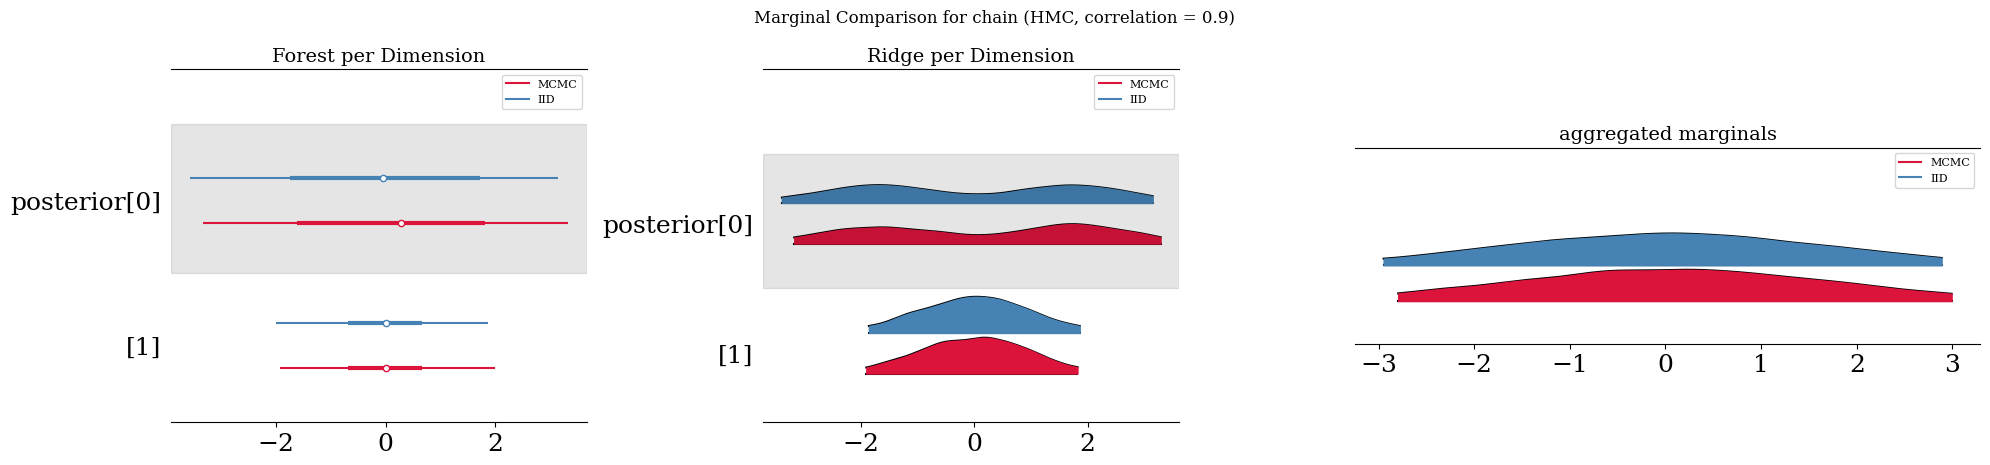 Marginal Comparison for chain (HMC, correlation = 0.9)
Forest per Dimension
MCMC
IID
posterior[0]
[1]
−2 0 2
Ridge per Dimension
MCMC
IID
posterior[0]
[1]
−2 0 2
aggregated marginals
MCMC
IID
−3 −2 −1 0 1 2 3